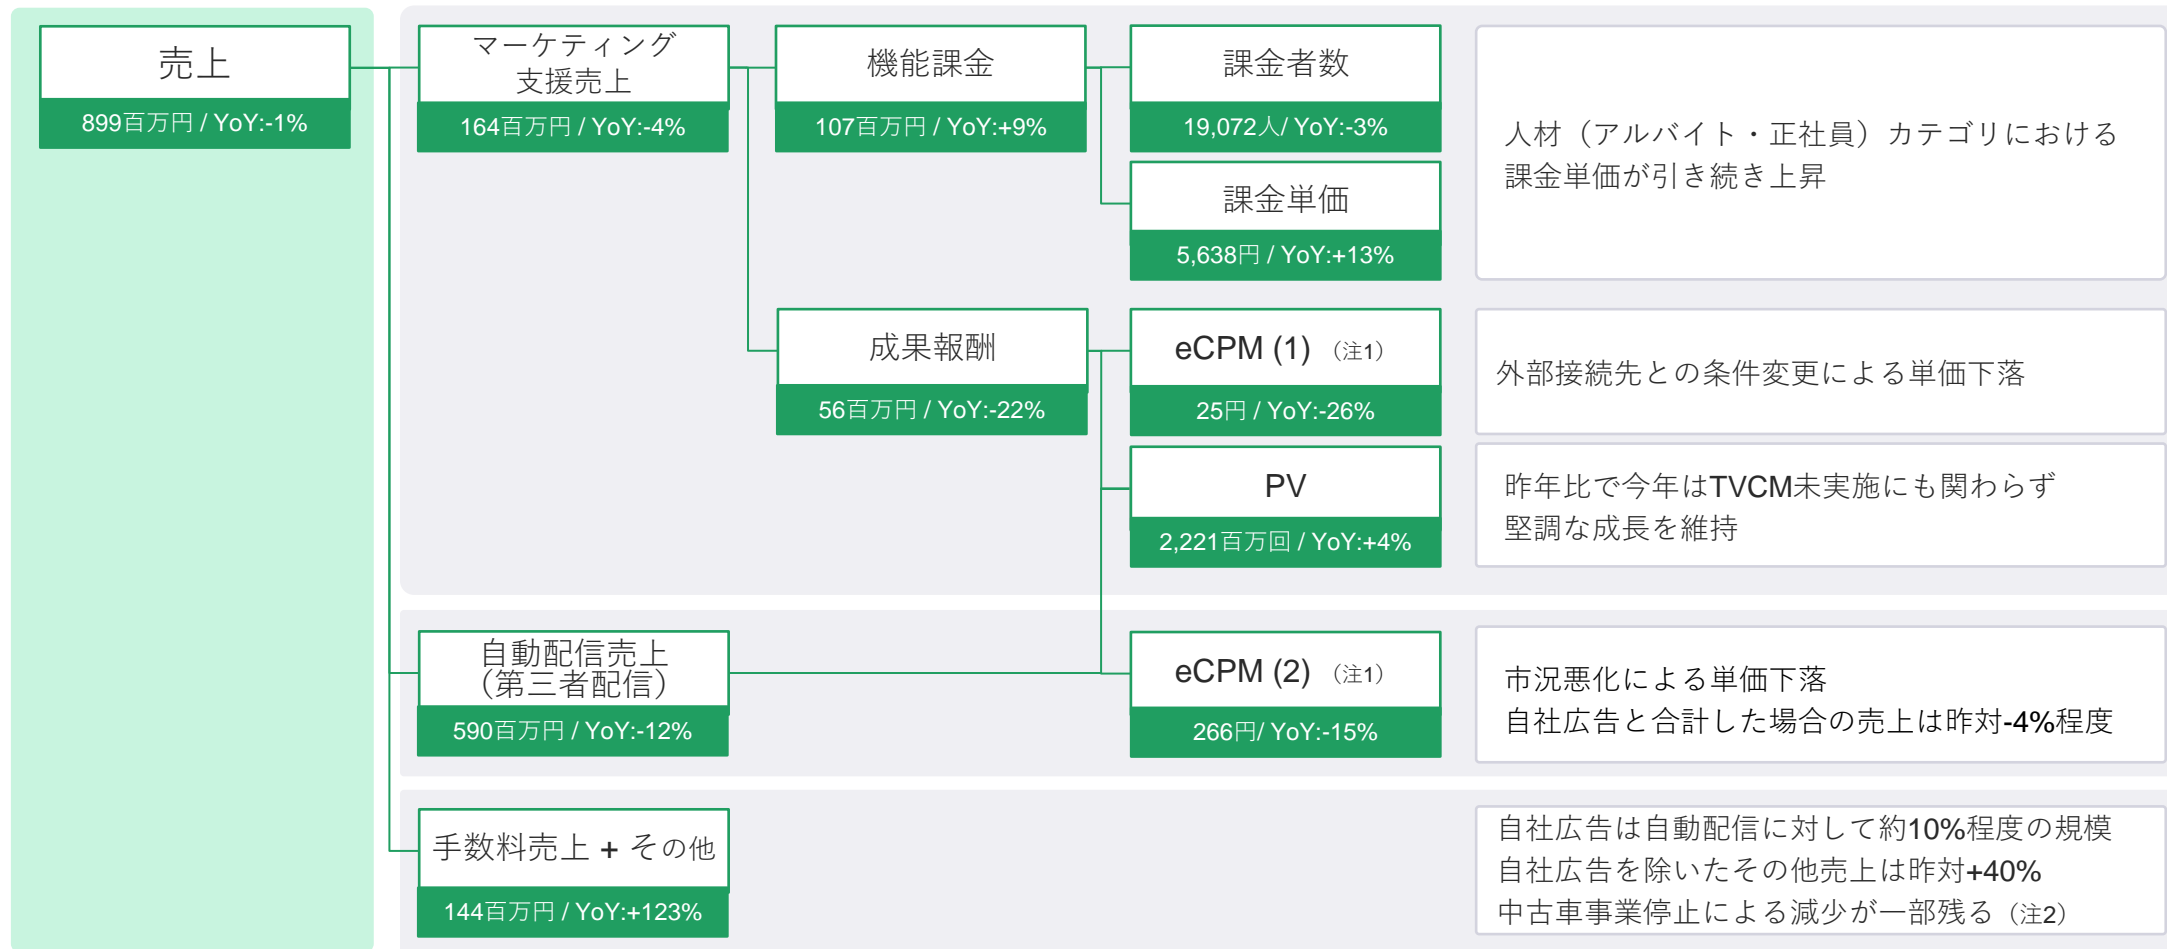 売上
899百万円 / YoY:-1%
マーケティング
支援売上
164百万円 / YoY:-4%
機能課金
107百万円 / YoY:+9%
課金者数
19,072人/ YoY:-3%
課金単価
5,638円 / YoY:+13%
人材（アルバイト・正社員）カテゴリにおける
課金単価が引き続き上昇
成果報酬
56百万円 / YoY:-22%
eCPM (1) （注1）
25円 / YoY:-26%
外部接続先との条件変更による単価下落
PV
2,221百万回 / YoY:+4%
昨年比で今年はTVCM未実施にも関わらず
堅調な成長を維持
自動配信売上
（第三者配信）
590百万円 / YoY:-12%
eCPM (2) （注1）
266円/ YoY:-15%
市況悪化による単価下落
自社広告と合計した場合の売上は昨対-4%程度
手数料売上 + その他
144百万円 / YoY:+123%
自社広告は自動配信に対して約10%程度の規模
自社広告を除いたその他売上は昨対+40%
中古車事業停止による減少が一部残る（注2）